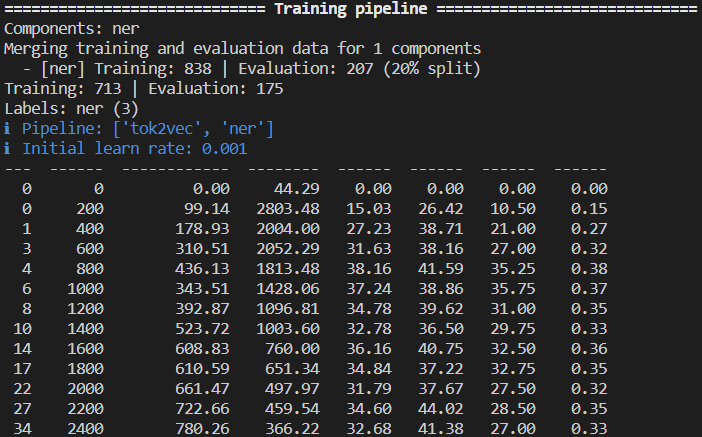 ============================= Training pipeline =============================
Components: ner
Merging training and evaluation data for 1 components
  - [ner] Training: 838 | Evaluation: 207 (20% split)
Training: 713 | Evaluation: 175
Labels: ner (3)
ℹ Pipeline: ['tok2vec', 'ner']
ℹ Initial learn rate: 0.001
---  ------  ------------  --------  ------  ------  ------  ------
  0       0          0.00     44.29    0.00    0.00    0.00    0.00
  0     200         99.14   2803.48   15.03   26.42   10.50    0.15
  1     400        178.93   2004.00   27.23   38.71   21.00    0.27
  3     600        310.51   2052.29   31.63   38.16   27.00    0.32
  4     800        436.13   1813.48   38.16   41.59   35.25    0.38
  6    1000        343.51   1428.06   37.24   38.86   35.75    0.37
  8    1200        392.87   1096.81   34.78   39.62   31.00    0.35
 10    1400        523.72   1003.60   32.78   36.50   29.75    0.33
 14    1600        608.83    760.00   36.16   40.75   32.50    0.36
 17    1800        610.59    651.34   34.84   37.22   32.75    0.35
 22    2000        661.47    497.97   31.79   37.67   27.50    0.32
 27    2200        722.66    459.54   34.60   44.02   28.50    0.35
 34    2400        780.26    366.22   32.68   41.38   27.00    0.33